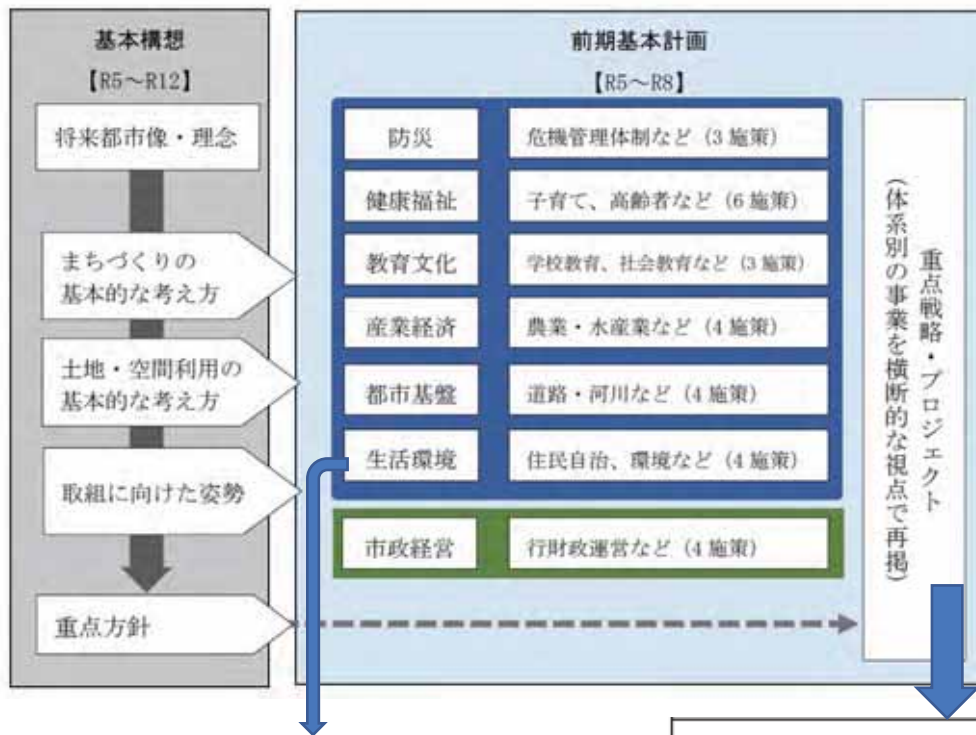 基本構想
【R5～R12】
将来都市像・理念
まちづくりの
基本的な考え方
土地・空間利用の
基本的な考え方
取組に向けた姿勢
重点方針
前期基本計画
【R5～R8】
防災
危機管理体制など（3 施策）
健康福祉
子育て、高齢者など（6 施策）
教育文化
学校教育、社会教育など（3 施策）
産業経済
農業・水産業など（4 施策）
都市基盤
道路・河川など（4 施策）
生活環境
住民自治、環境など（4 施策）
市政経営
行財政運営など（4 施策）
重点戦略・プロジェクト
（体系別の事業を横断的な視点で再掲）